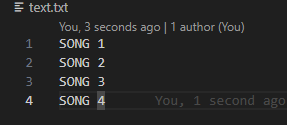 text.txt
You, 3 seconds ago | 1 author (You)
1 SONG 1
2 SONG 2
3 SONG 3
4 SONG 4 You, 1 second ago